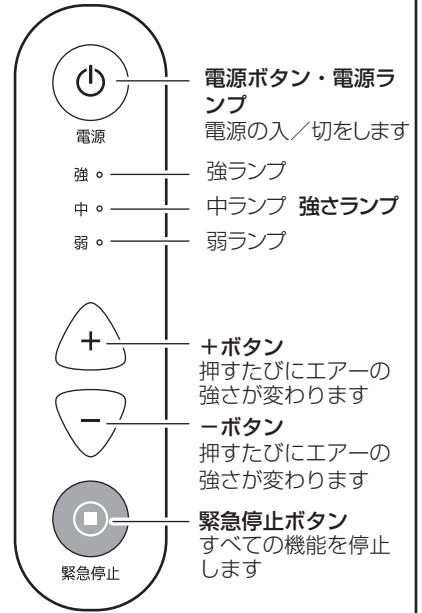 電源
強
中
弱
+
−
緊急停止
電源ボタン・電源ラ
ンプ
電源の入／切をします
強ランプ
中ランプ 強さランプ
弱ランプ
＋ボタン
押すたびにエアーの
強さが変わります
−ボタン
押すたびにエアーの
強さが変わります
緊急停止ボタン
すべての機能を停止
します